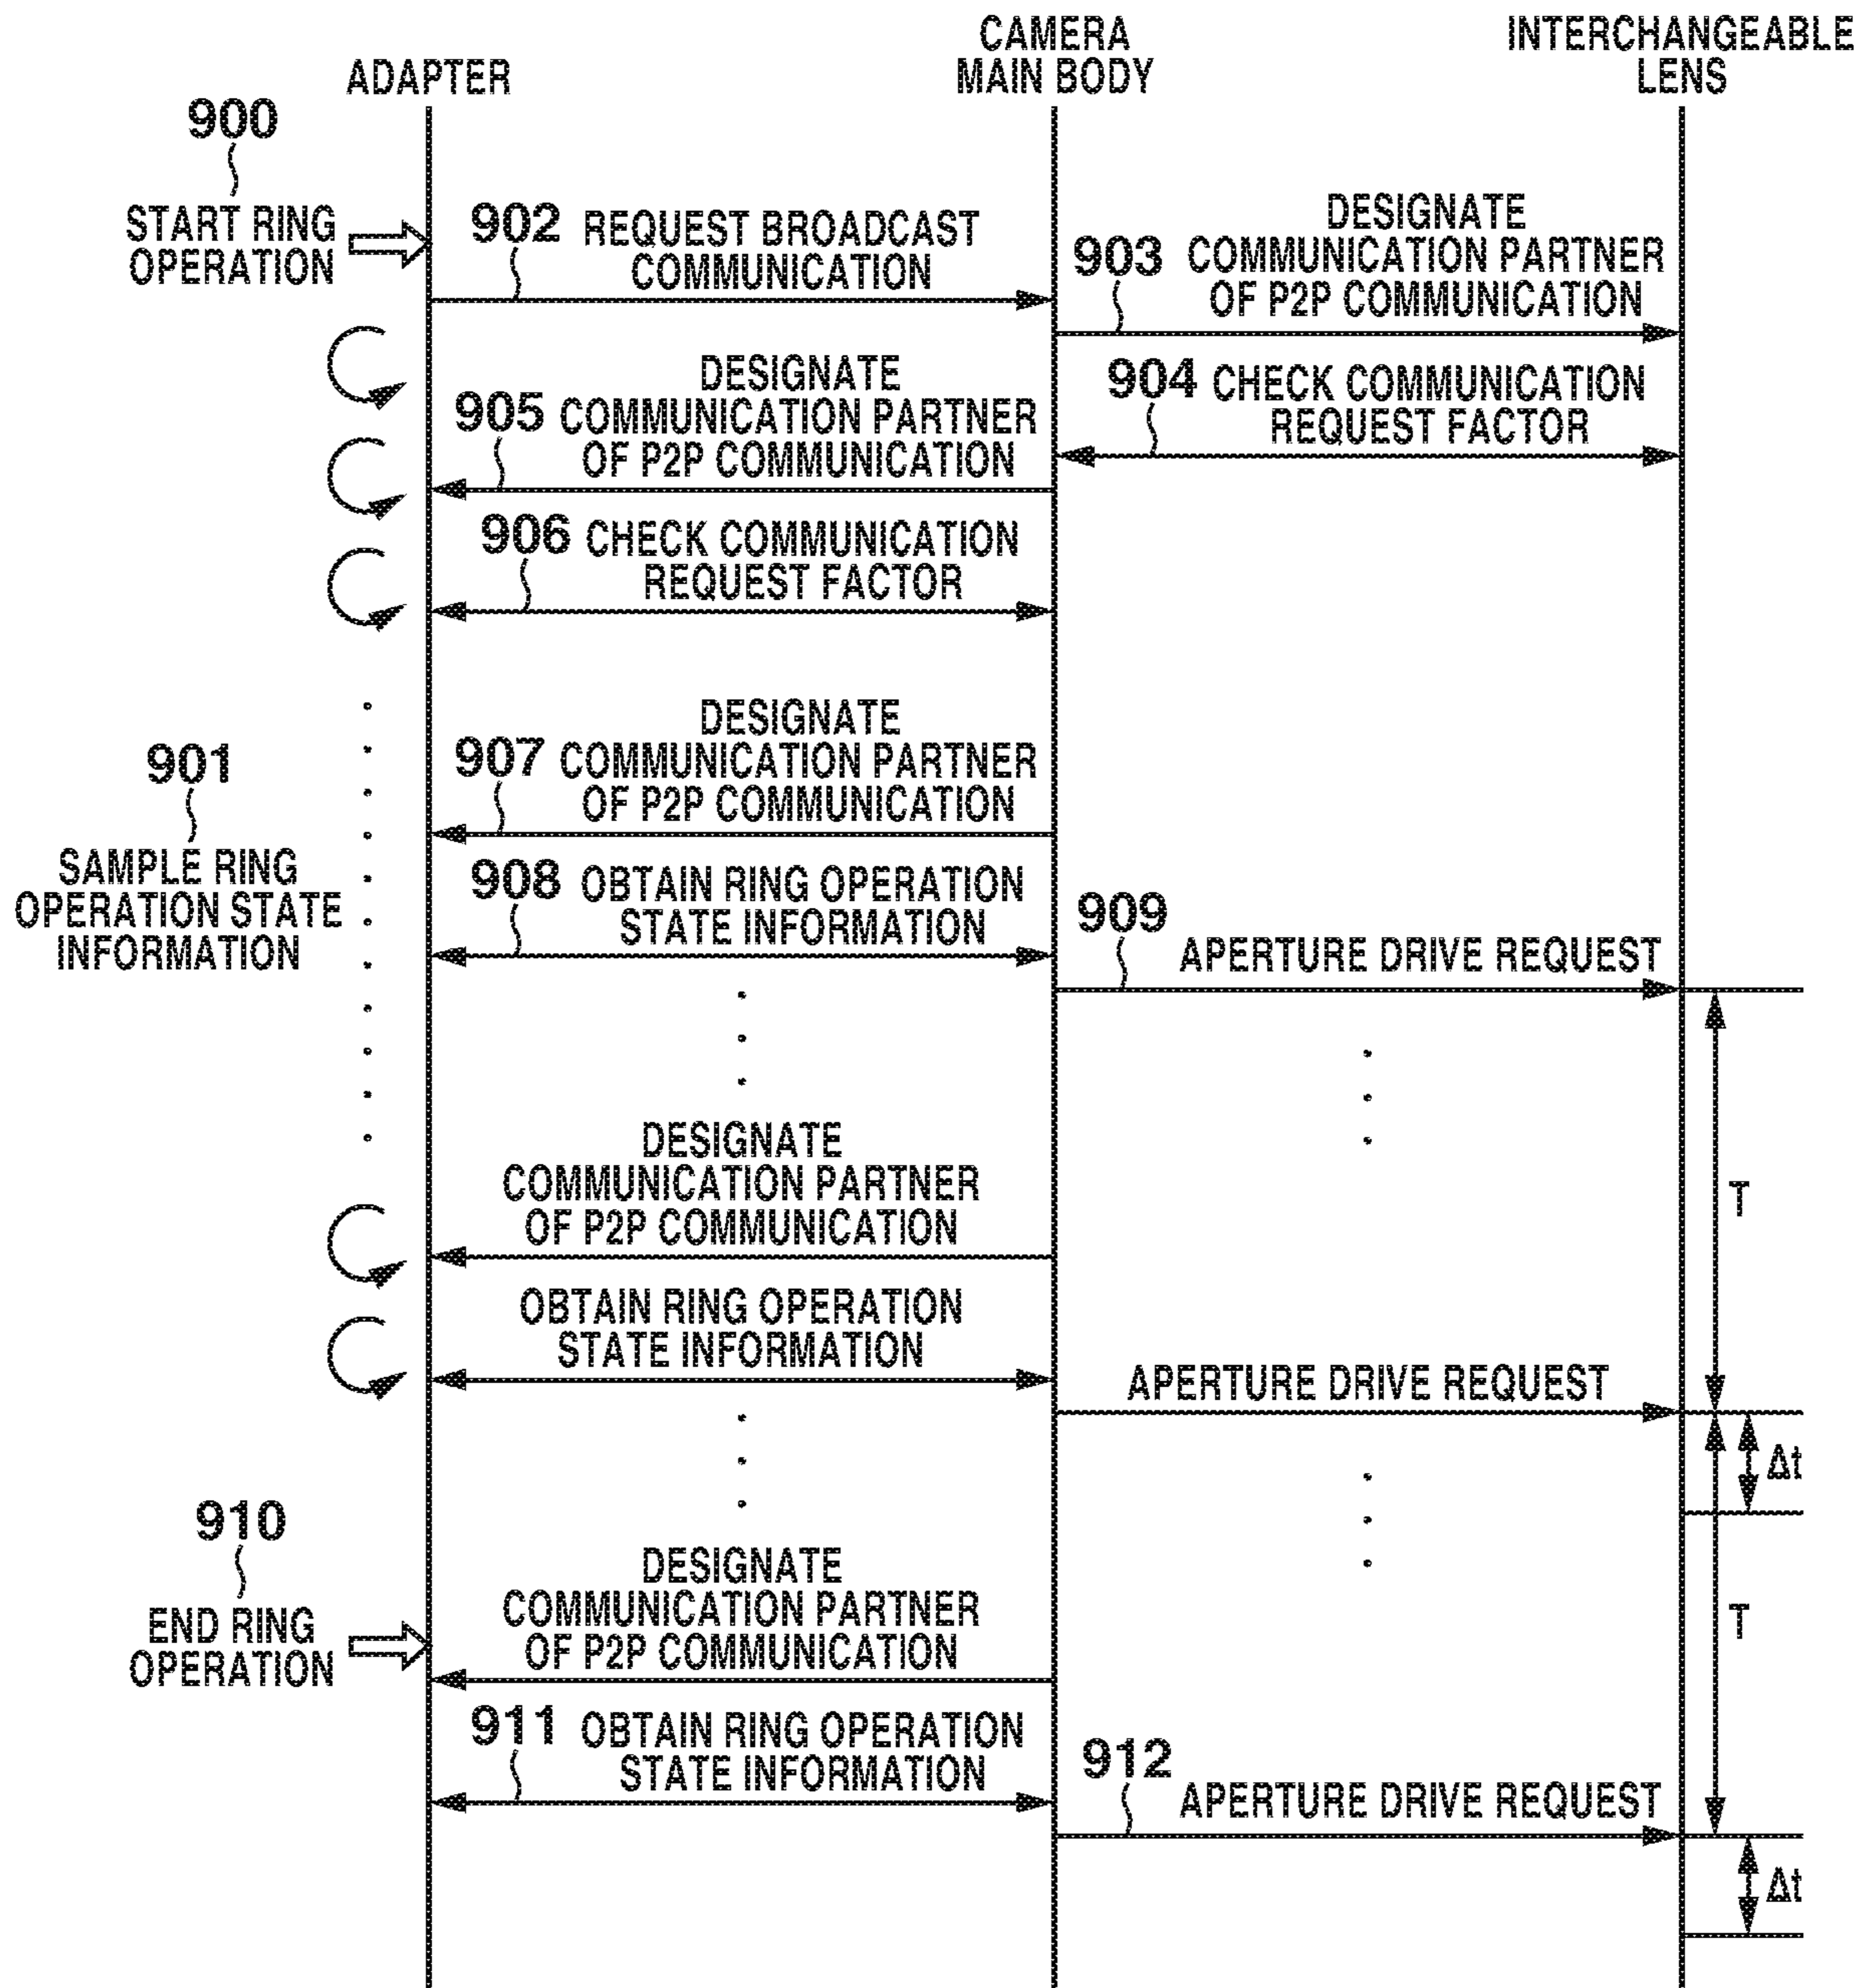 ADAPTER
CAMERA
MAIN BODY
INTERCHANGEABLE
LENS
900
START RING
OPERATION
902 REQUEST BROADCAST
COMMUNICATION
903
DESIGNATE
COMMUNICATION PARTNER
OF P2P COMMUNICATION
904 CHECK COMMUNICATION
REQUEST FACTOR
905
DESIGNATE
COMMUNICATION PARTNER
OF P2P COMMUNICATION
906 CHECK COMMUNICATION
REQUEST FACTOR
901
SAMPLE RING
OPERATION STATE
INFORMATION
907
DESIGNATE
COMMUNICATION PARTNER
OF P2P COMMUNICATION
908 OBTAIN RING OPERATION
STATE INFORMATION
909
APERTURE DRIVE REQUEST
T
DESIGNATE
COMMUNICATION PARTNER
OF P2P COMMUNICATION
OBTAIN RING OPERATION
STATE INFORMATION
APERTURE DRIVE REQUEST
Δt
T
910
END RING
OPERATION
DESIGNATE
COMMUNICATION PARTNER
OF P2P COMMUNICATION
911 OBTAIN RING OPERATION
STATE INFORMATION
912
APERTURE DRIVE REQUEST
Δt